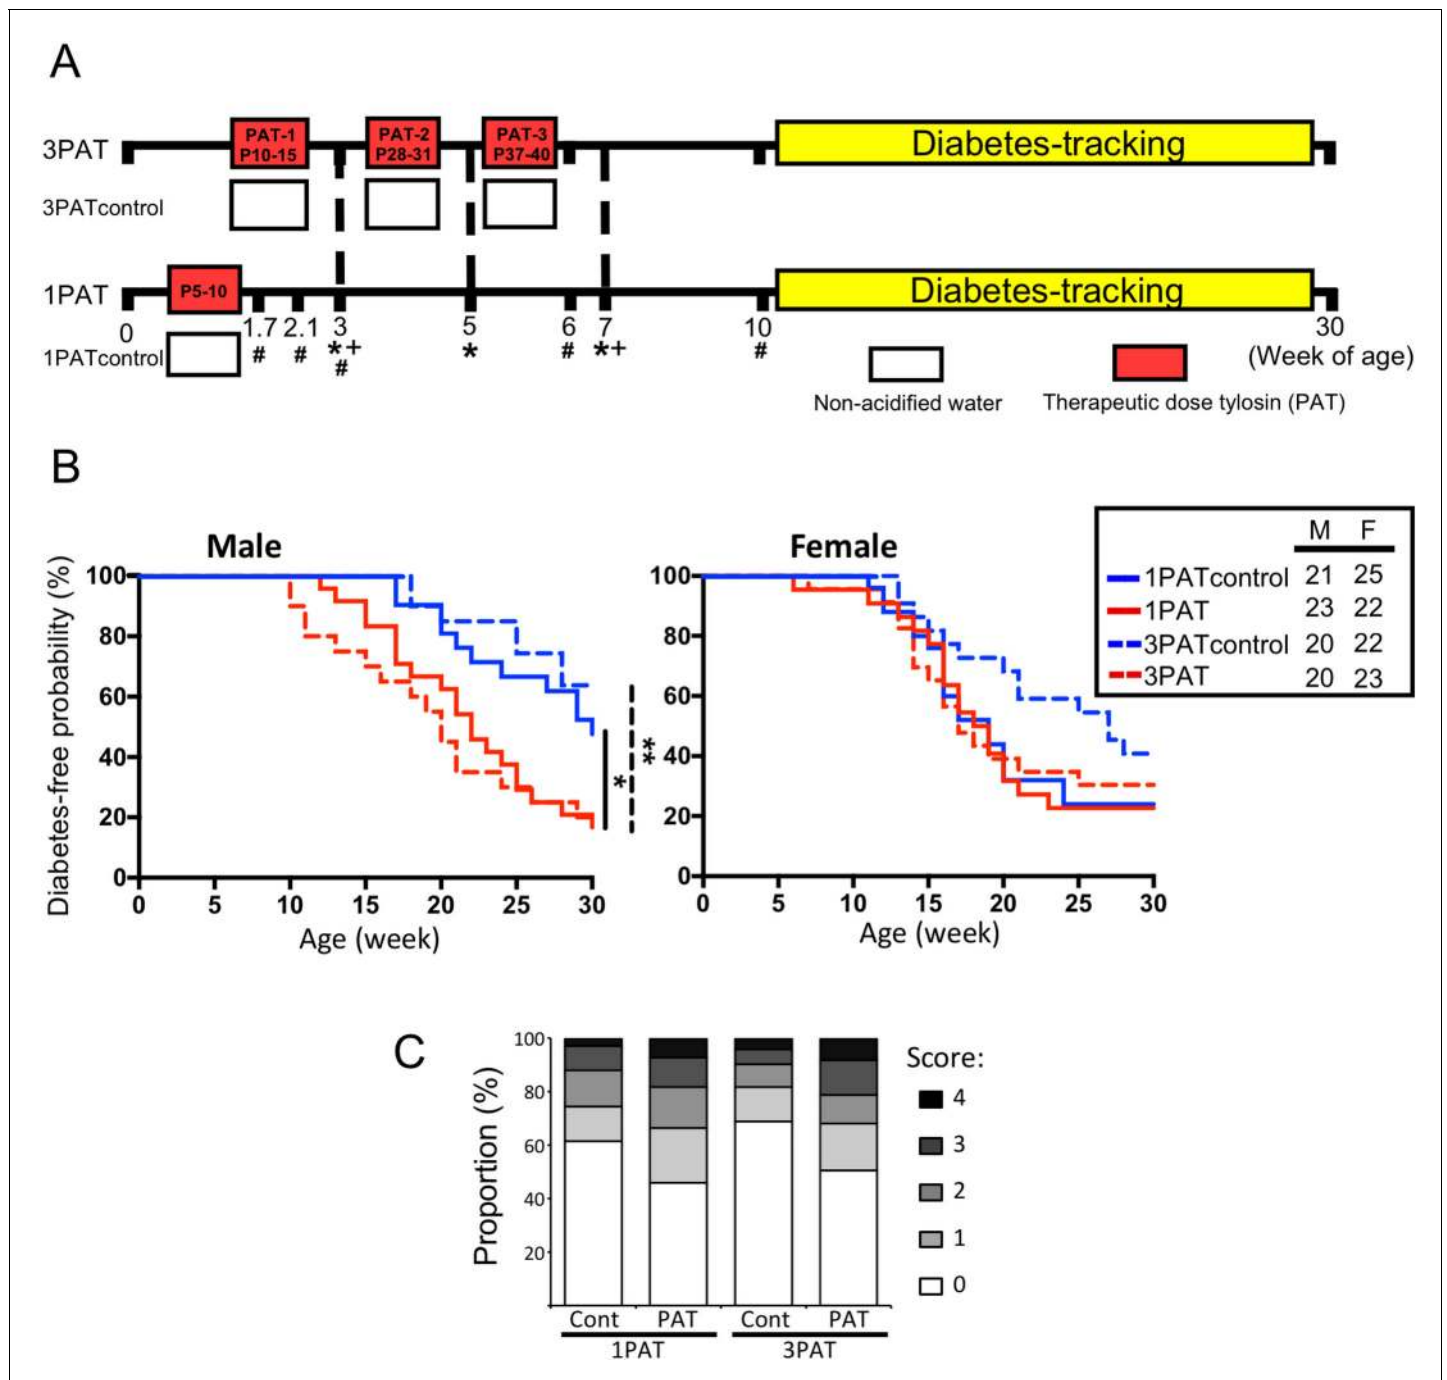 A
3PAT
PAT-1
P10-15
PAT-2
P28-31
PAT-3
P37-40
Diabetes-tracking
3PATcontrol
1PAT
P5-10
Diabetes-tracking
0 1.7 2.1 3 5 6 7 10 30
# # *+ * # *+ #
#
1PATcontrol
(Week of age)
Non-acidified water
Therapeutic dose tylosin (PAT)
B
Male
Diabetes-free probability (%)
100
80
60
40
20
0
0 5 10 15 20 25 30
Age (week)
*
**
Female
100
80
60
40
20
0
0 5 10 15 20 25 30
Age (week)
M F
1PATcontrol 21 25
1PAT 23 22
3PATcontrol 20 22
3PAT 20 23
C
Proportion (%)
100
80
60
40
20
Cont PAT Cont PAT
1PAT 3PAT
Score:
4
3
2
1
0